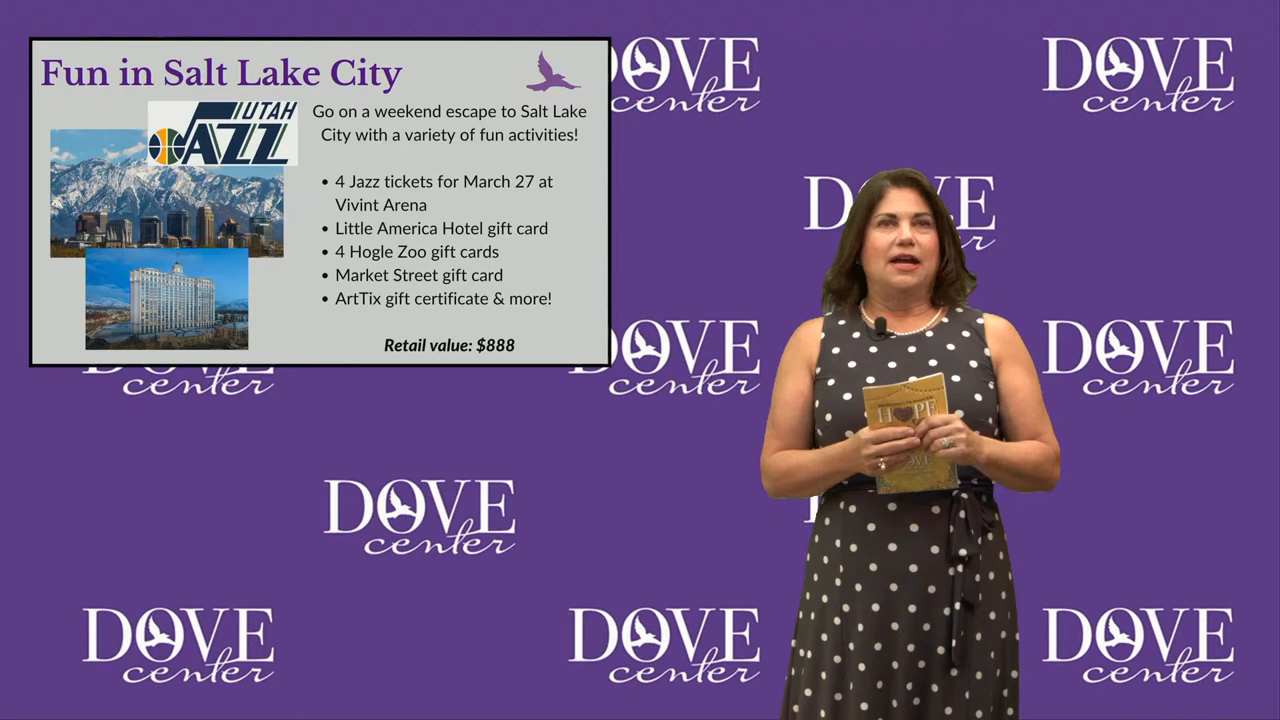 Fun in Salt Lake City
UTAH
JAZZ
Go on a weekend escape to Salt Lake
City with a variety of fun activities!
• 4 Jazz tickets for March 27 at
Vivint Arena
• Little America Hotel gift card
• 4 Hogle Zoo gift cards
• Market Street gift card
• ArtTix gift certificate & more!
Retail value: $888
DOVE
center
DOVE
center
DOVE
center
DOVE
center
DOVE
center
DOVE
center
DOVE
center
DOVE
center
HOPE